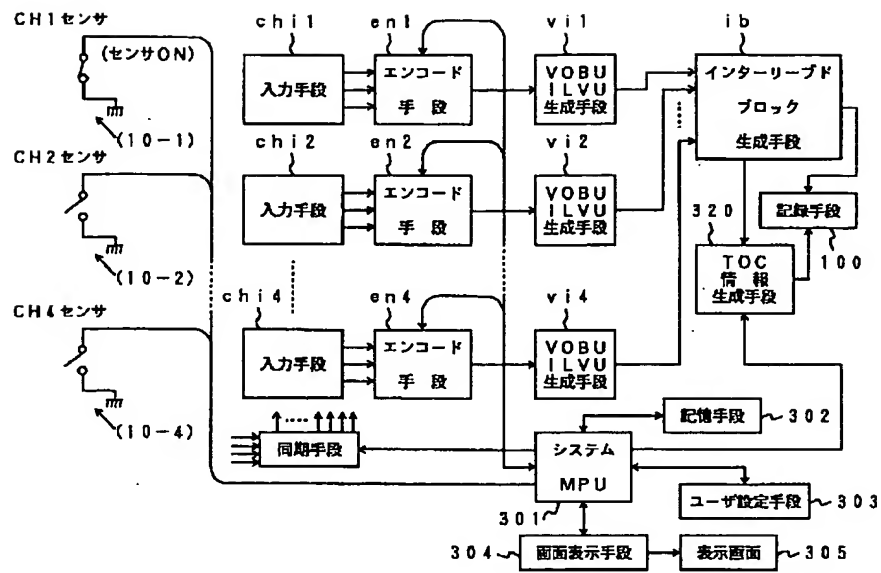 CH1センサ
(センサON)
(10-1)
CH2センサ
(10-2)
CH4センサ
(10-4)
chi1
入力手段
en1
エンコード
手段
vi1
VOBU
ILVU
生成手段
ib
インターリーブド
ブロック
生成手段
chi2
入力手段
en2
エンコード
手段
vi2
VOBU
ILVU
生成手段
320
TOC
情報
生成手段
記録手段
100
chi4
入力手段
en4
エンコード
手段
vi4
VOBU
ILVU
生成手段
同期手段
システム
MPU
301
記憶手段
302
ユーザ設定手段
303
304
画面表示手段
表示画面
305